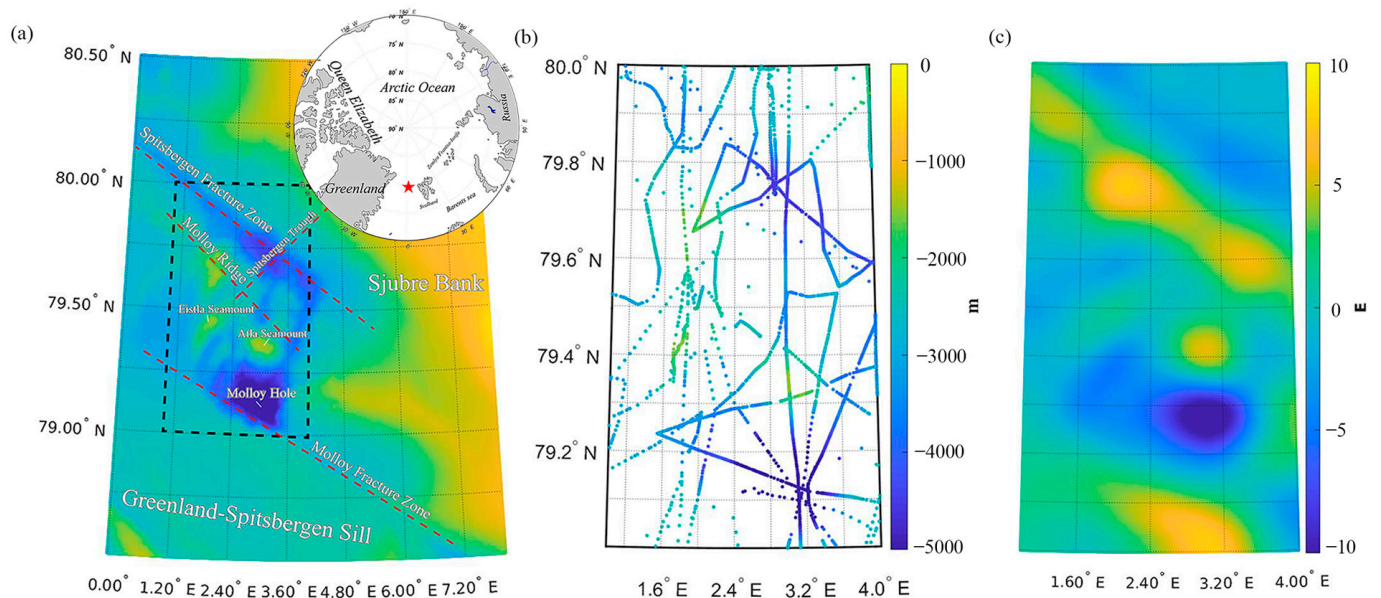 (a)
80.50° N
80.00° N
79.50° N
79.00° N
0.00° E
1.20° E
2.40° E
3.60° E
4.80° E
6.00° E
7.20° E
Spitsbergen Fracture Zone
Molloy Ridge
Spitsbergen Trough
Eistla Seamount
Atla Seamount
Molloy Hole
Molloy Fracture Zone
Sjubre Bank
Greenland-Spitsbergen Sill
Queen Elizabeth
Arctic Ocean
Russia
Greenland
Barents sea
75° N
80° N
85° N
90° N
(b)
80.0° N
79.8° N
79.6° N
79.4° N
79.2° N
1.6° E
2.4° E
3.2° E
4.0° E
0
−1000
−2000
−3000
−4000
−5000
m
(c)
1.60° E
2.40° E
3.20° E
4.00° E
10
5
0
−5
−10
E